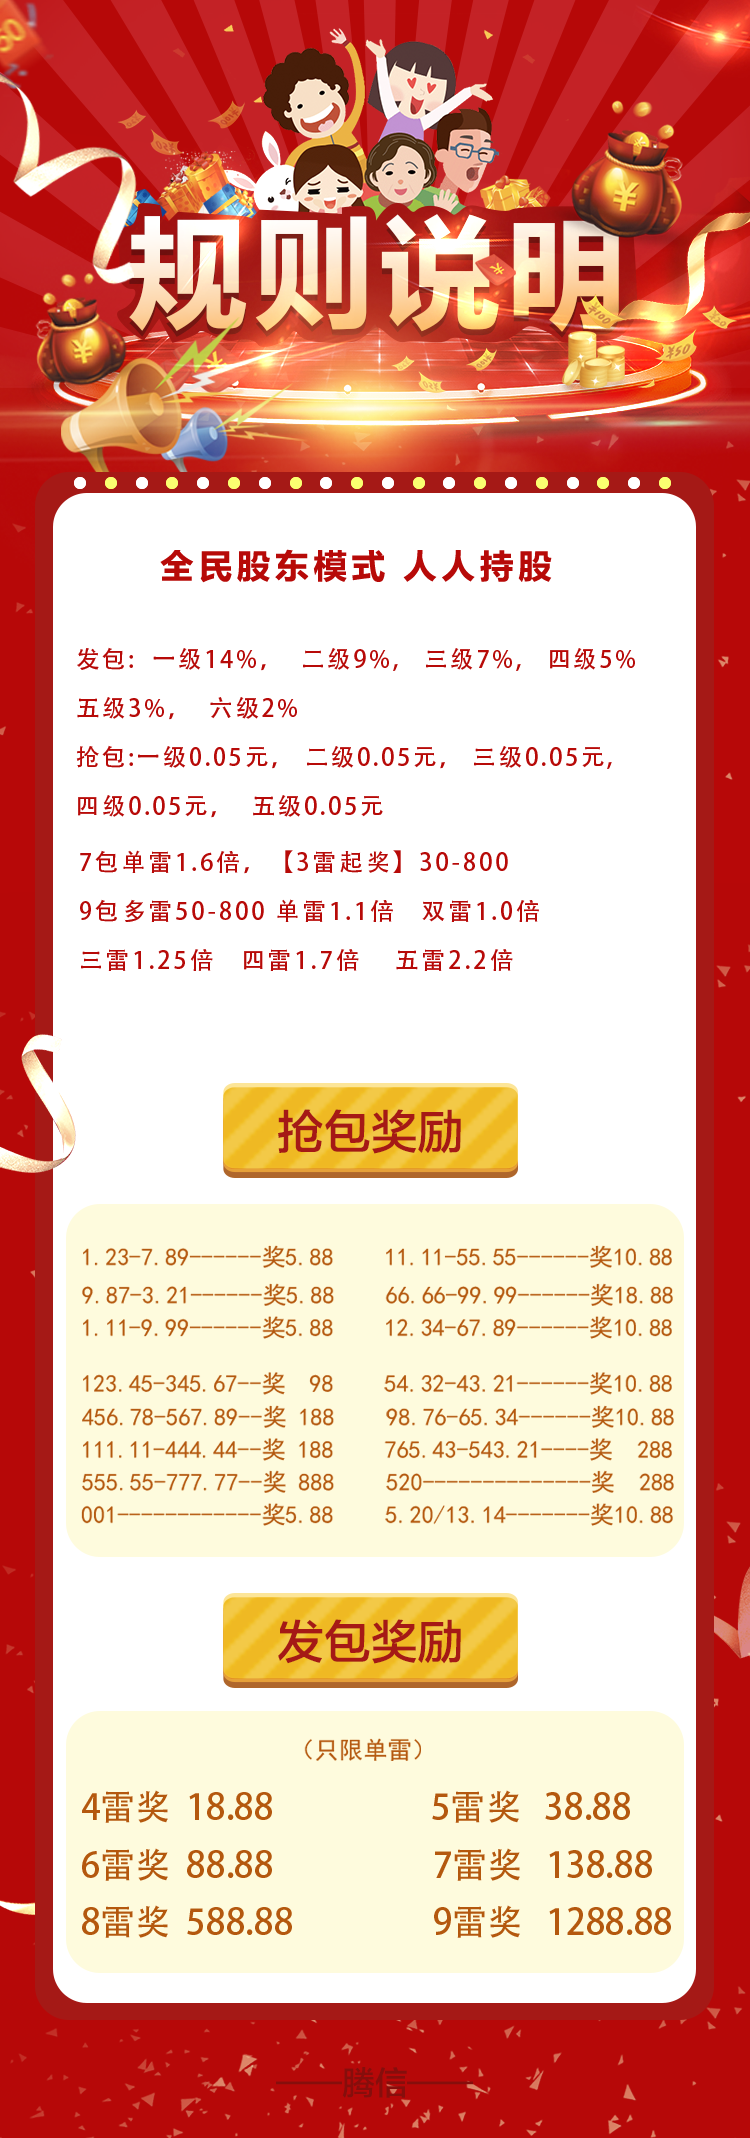 规则说明
全民股东模式 人人持股
发包: 一级14%, 二级9%, 三级7%, 四级5%
五级3%, 六级2%
抢包:一级0.05元, 二级0.05元, 三级0.05元,
四级0.05元, 五级0.05元
7包单雷1.6倍,【3雷起奖】30-800
9包多雷50-800 单雷1.1倍 双雷1.0倍
三雷1.25倍 四雷1.7倍 五雷2.2倍
抢包奖励
1.23-7.89------奖5.88 11.11-55.55------奖10.88
9.87-3.21------奖5.88 66.66-99.99------奖18.88
1.11-9.99------奖5.88 12.34-67.89------奖10.88
123.45-345.67--奖 98 54.32-43.21------奖10.88
456.78-567.89--奖 188 98.76-65.34------奖10.88
111.11-444.44--奖 188 765.43-543.21----奖 288
555.55-777.77--奖 888 520--------------奖 288
001------------奖5.88 5.20/13.14-------奖10.88
发包奖励
（只限单雷）
4雷奖 18.88 5雷奖 38.88
6雷奖 88.88 7雷奖 138.88
8雷奖 588.88 9雷奖 1288.88
——腾信——